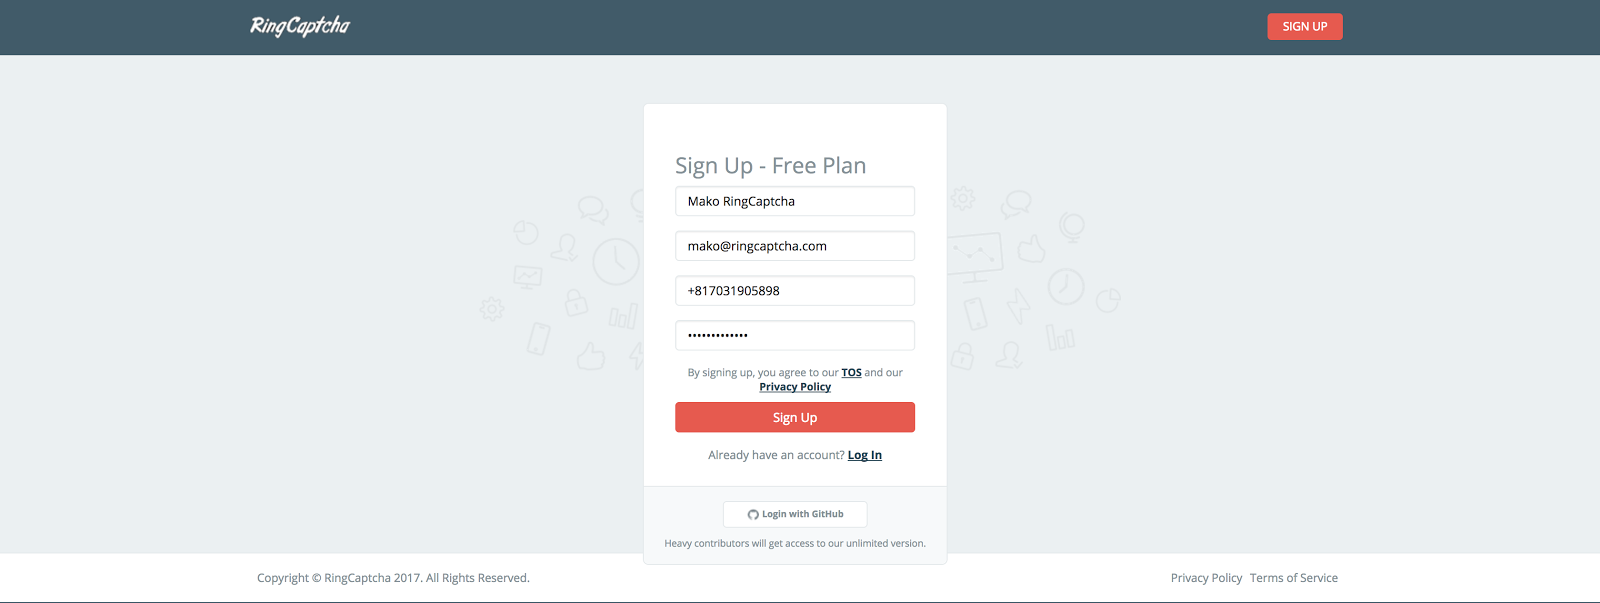 RingCaptcha
SIGN UP
Sign Up - Free Plan
Mako RingCaptcha
mako@ringcaptcha.com
+817031905898
•••••••••••••
By signing up, you agree to our TOS and our
Privacy Policy
Sign Up
Already have an account? Log In
Login with GitHub
Heavy contributors will get access to our unlimited version.
Copyright © RingCaptcha 2017. All Rights Reserved.
Privacy Policy Terms of Service